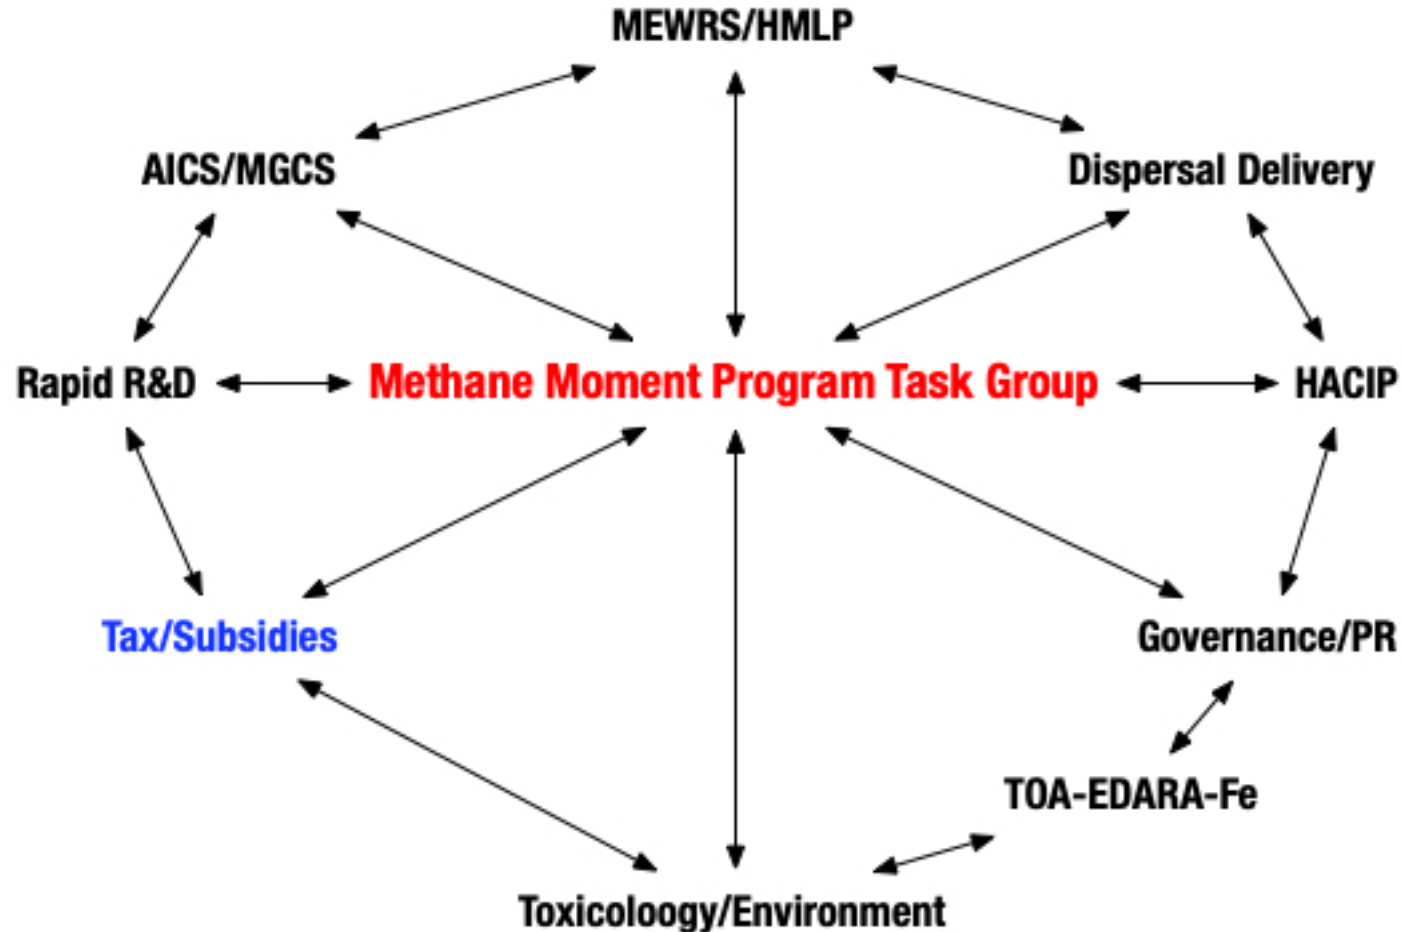 MEWRS/HMLP
AICS/MGCS
Dispersal Delivery
Rapid R&D
Methane Moment Program Task Group
HACIP
Tax/Subsidies
Governance/PR
TOA-EDARA-Fe
Toxicoloogy/Environment